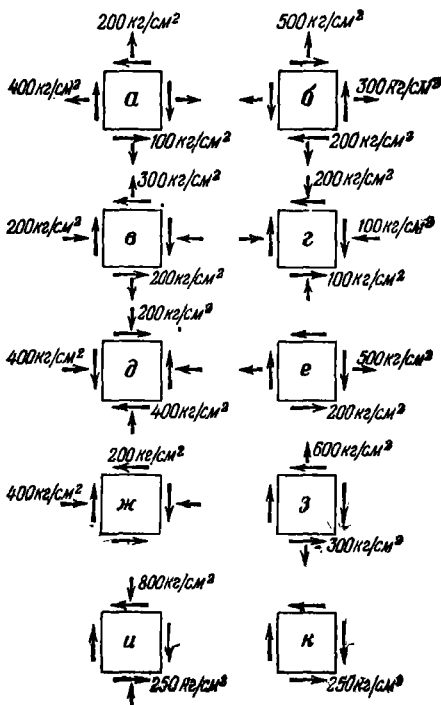 200 кг/см²
500 кг/см²
400 кг/см²
а
б
300 кг/см²
100 кг/см²
200 кг/см²
300 кг/см²
200 кг/см²
200 кг/см²
в
г
100 кг/см²
200 кг/см²
100 кг/см²
200 кг/см²
400 кг/см²
д
е
500 кг/см²
400 кг/см²
200 кг/см²
200 кг/см²
600 кг/см²
400 кг/см²
ж
з
300 кг/см²
800 кг/см²
и
к
250 кг/см²
250 кг/см²